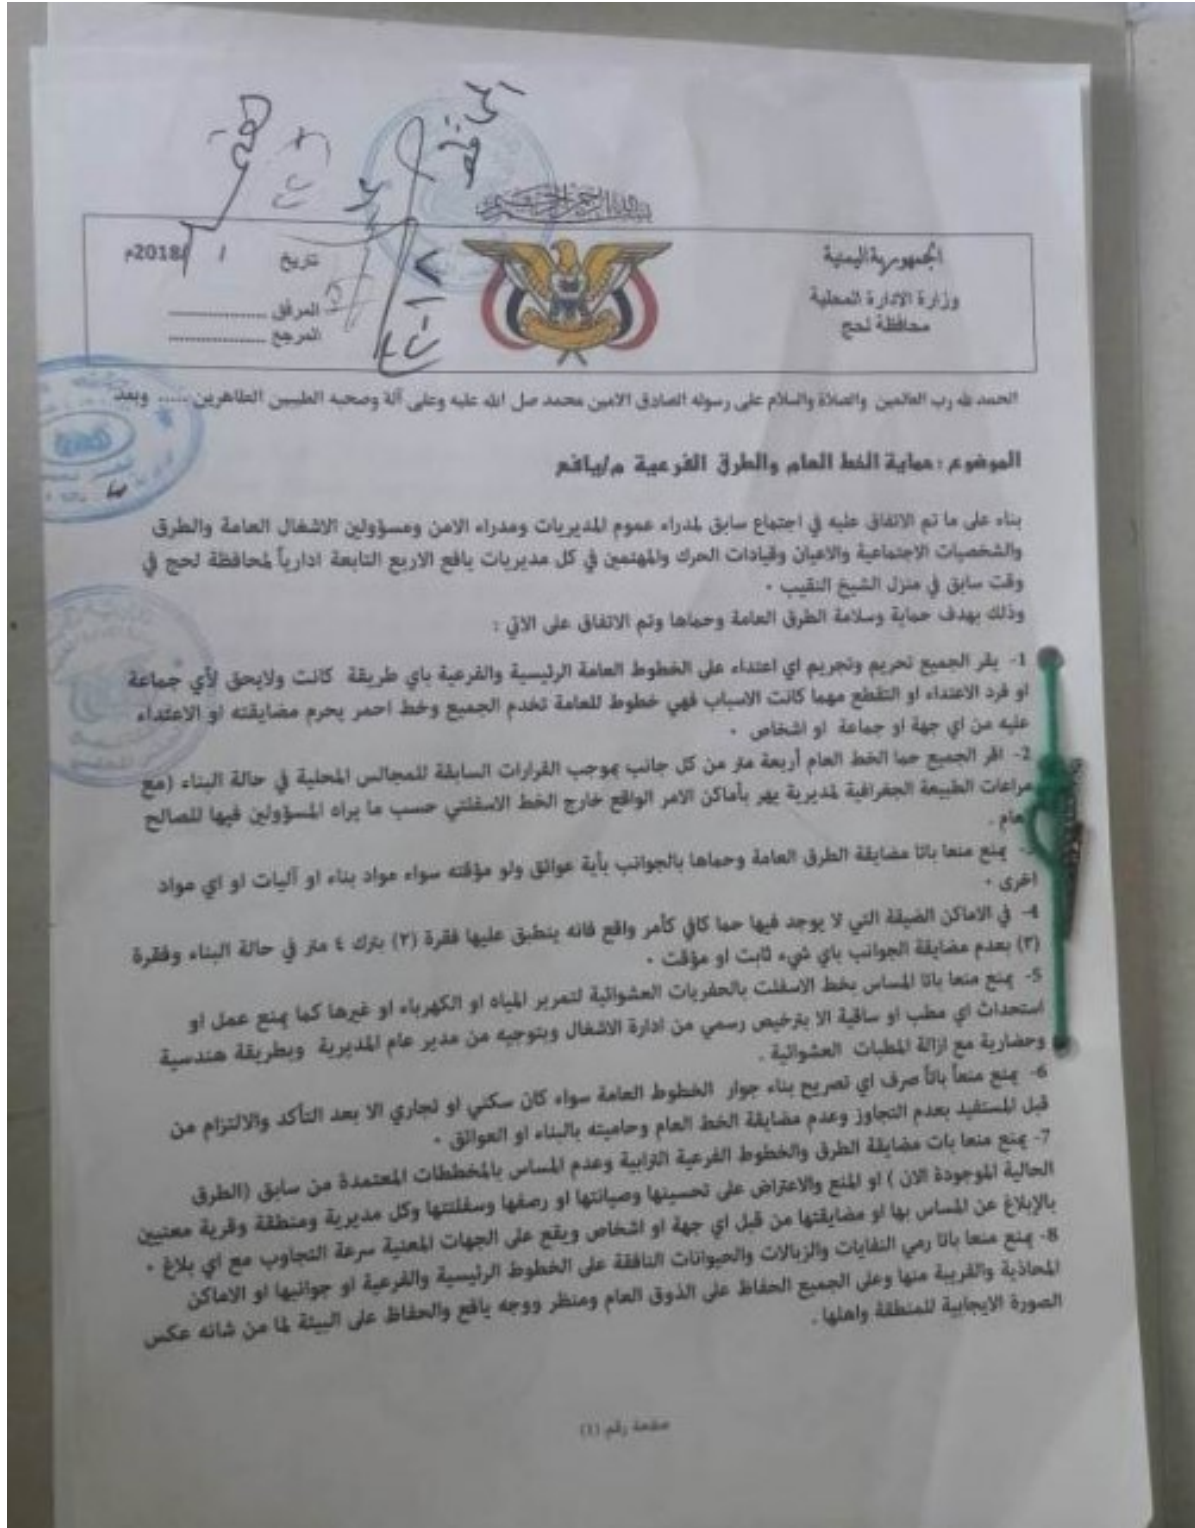 بسم الله الرحمن الرحيم
الجمهورية اليمنية
وزارة الادارة المحلية
محافظة لحج
تاريخ / /2018م
المرفق ..............
المرجع ..............
الحمد لله رب العالمين والصلاة والسلام على رسوله الصادق الامين محمد صل الله عليه وعلى آلة وصحبه الطيبين الطاهرين ..... وبعد
الموضوع : حماية الخط العام والطرق الفرعية م/يافع
بناء على ما تم الاتفاق عليه في اجتماع سابق لمدراء عموم المديريات ومدراء الامن ومسؤولين الاشغال العامة والطرق
والشخصيات الاجتماعية والاعيان وقيادات الحرك والمهتمين في كل مديريات يافع الاربع التابعة ادارياً لمحافظة لحج في
وقت سابق في منزل الشيخ النقيب .
وذلك بهدف حماية وسلامة الطرق العامة وحماها وتم الاتفاق على الاتي :
1- يقر الجميع تحريم وتجريم اي اعتداء على الخطوط العامة الرئيسية والفرعية باي طريقة كانت ولايحق لأي جماعة
او فرد الاعتداء او التقطع مهما كانت الاسباب فهي خطوط للعامة تخدم الجميع وخط احمر يحرم مضايقته او الاعتداء
عليه من اي جهة او جماعة او اشخاص .
2- اقر الجميع حما الخط العام أربعة متر من كل جانب بموجب القرارات السابقة للمجالس المحلية في حالة البناء (مع
مراعات الطبيعة الجغرافية لمديرية يهر بأماكن الامر الواقع خارج الخط الاسفلتي حسب ما يراه المسؤولين فيها للصالح
العام .
- يمنع منعا باتا مضايقة الطرق العامة وحماها بالجوانب بأية عوائق ولو مؤقته سواء مواد بناء او آليات او اي مواد
اخرى .
4- في الاماكن الضيقة التي لا يوجد فيها حما كافي كأمر واقع فانه ينطبق عليها فقرة (٢) بترك ٤ متر في حالة البناء وفقرة
(٣) بعدم مضايقة الجوانب باي شيء ثابت او مؤقت .
5- يمنع منعا باتا المساس بخط الاسفلت بالحفريات العشوائية لتمرير المياه او الكهرباء او غيرها كما يمنع عمل او
استحداث اي مطب او ساقية الا بترخيص رسمي من ادارة الاشغال وبتوجيه من مدير عام المديرية وبطريقة هندسية
وحضارية مع ازالة المطبات العشوائية .
6- يمنع منعاً باتاً صرف اي تصريح بناء جوار الخطوط العامة سواء كان سكني او تجاري الا بعد التأكد والالتزام من
قبل المستفيد بعدم التجاوز وعدم مضايقة الخط العام وحاميته بالبناء او العوائق .
7- يمنع منعا بات مضايقة الطرق والخطوط الفرعية الترابية وعدم المساس بالمخططات المعتمدة من سابق (الطرق
الحالية الموجودة الان ) او المنع والاعتراض على تحسينها وصيانتها او رصفها وسفلتتها وكل مديرية ومنطقة وقرية معنيين
بالإبلاغ عن المساس بها او مضايقتها من قبل اي جهة او اشخاص ويقع على الجهات المعنية سرعة التجاوب مع اي بلاغ .
8- يمنع منعا باتا رمي النفايات والزبالات والحيوانات النافقة على الخطوط الرئيسية والفرعية او جوانبها او الاماكن
المحاذية والقريبة منها وعلى الجميع الحفاظ على الذوق العام ومنظر ووجه يافع والحفاظ على البيئة لما من شانه عكس
الصورة الايجابية للمنطقة واهلها .
صفحة رقم (1)